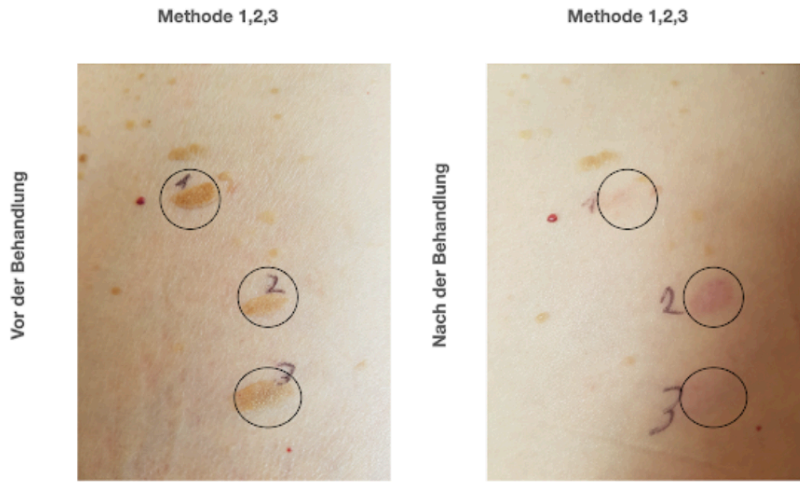 Methode 1,2,3
Methode 1,2,3
Vor der Behandlung
Nach der Behandlung
1
2
3
1
2
3